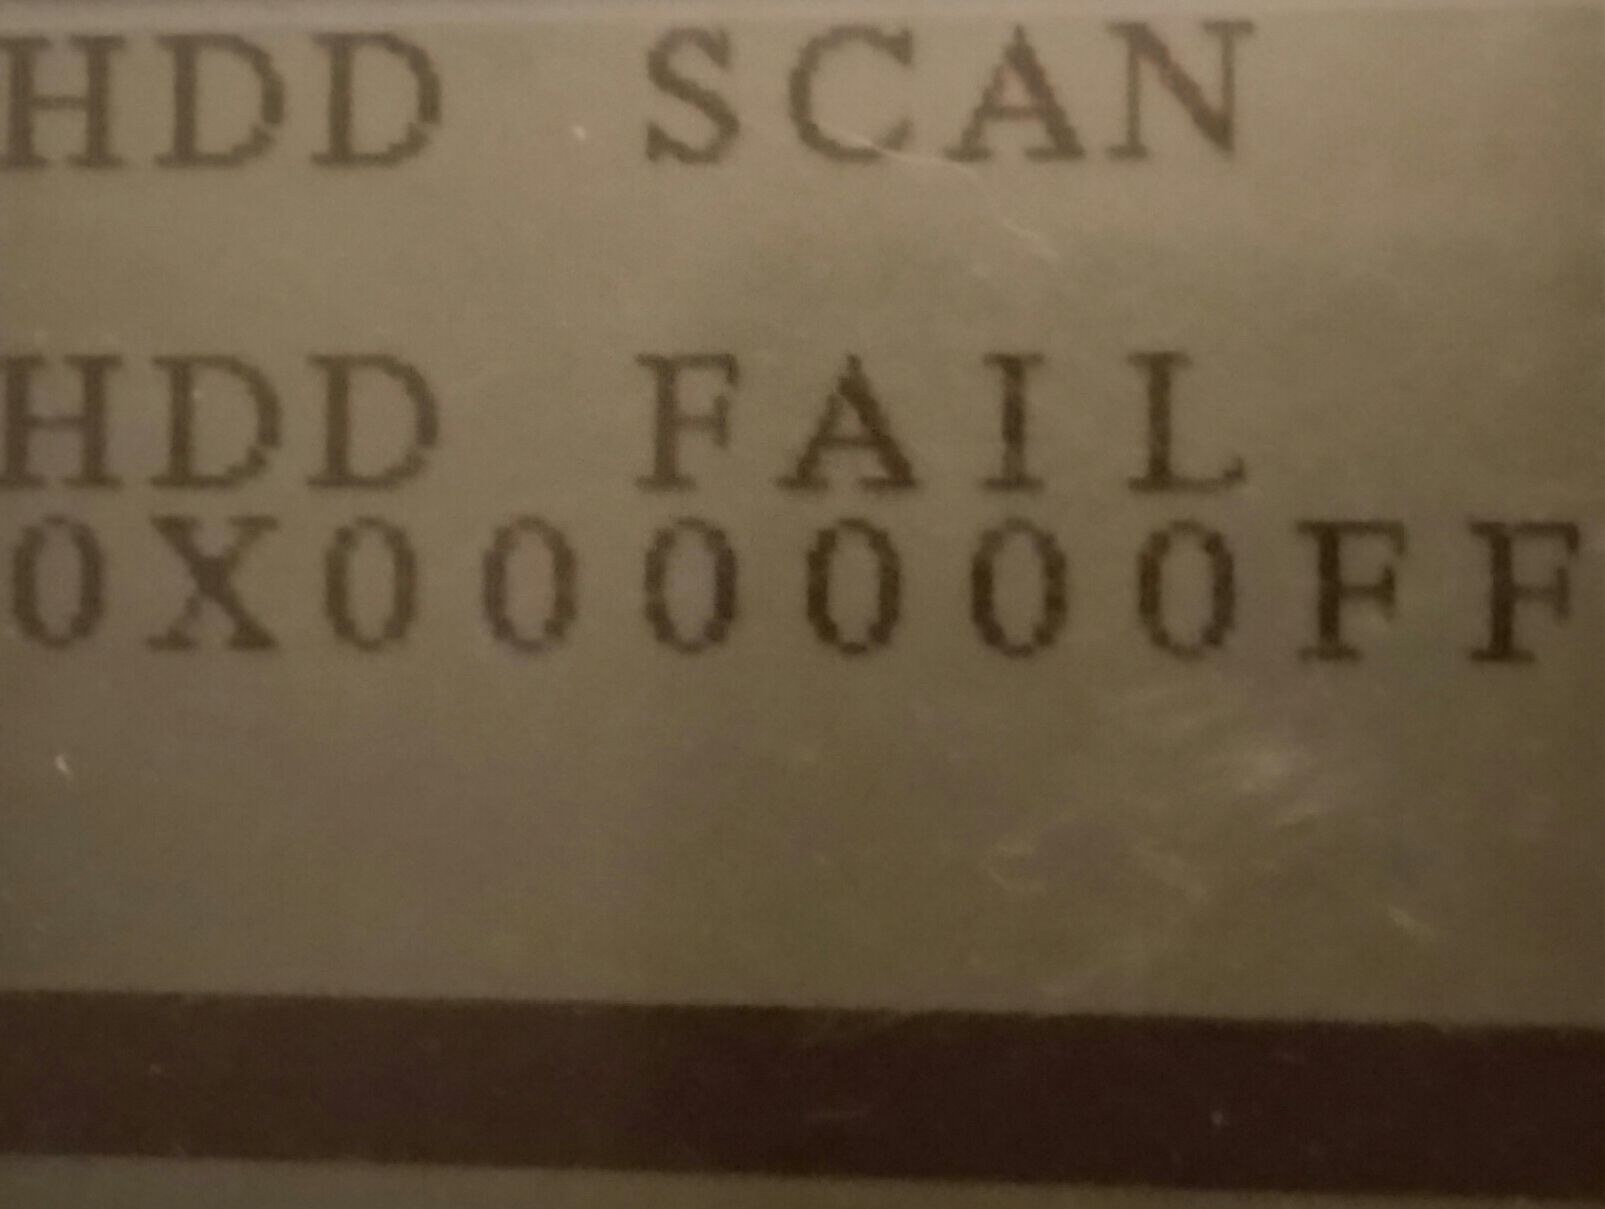 HDD SCAN
HDD FAIL
0X000000FF